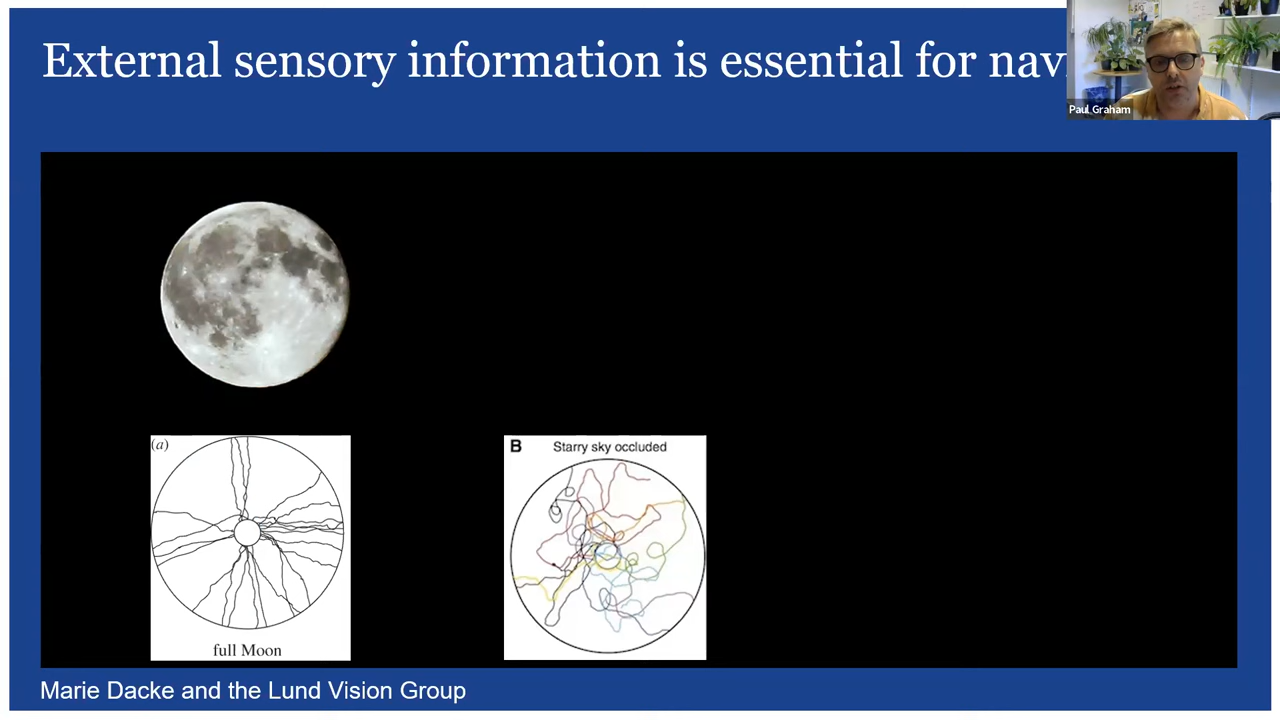 External sensory information is essential for nav
Paul Graham
(a)
full Moon
B Starry sky occluded
Marie Dacke and the Lund Vision Group